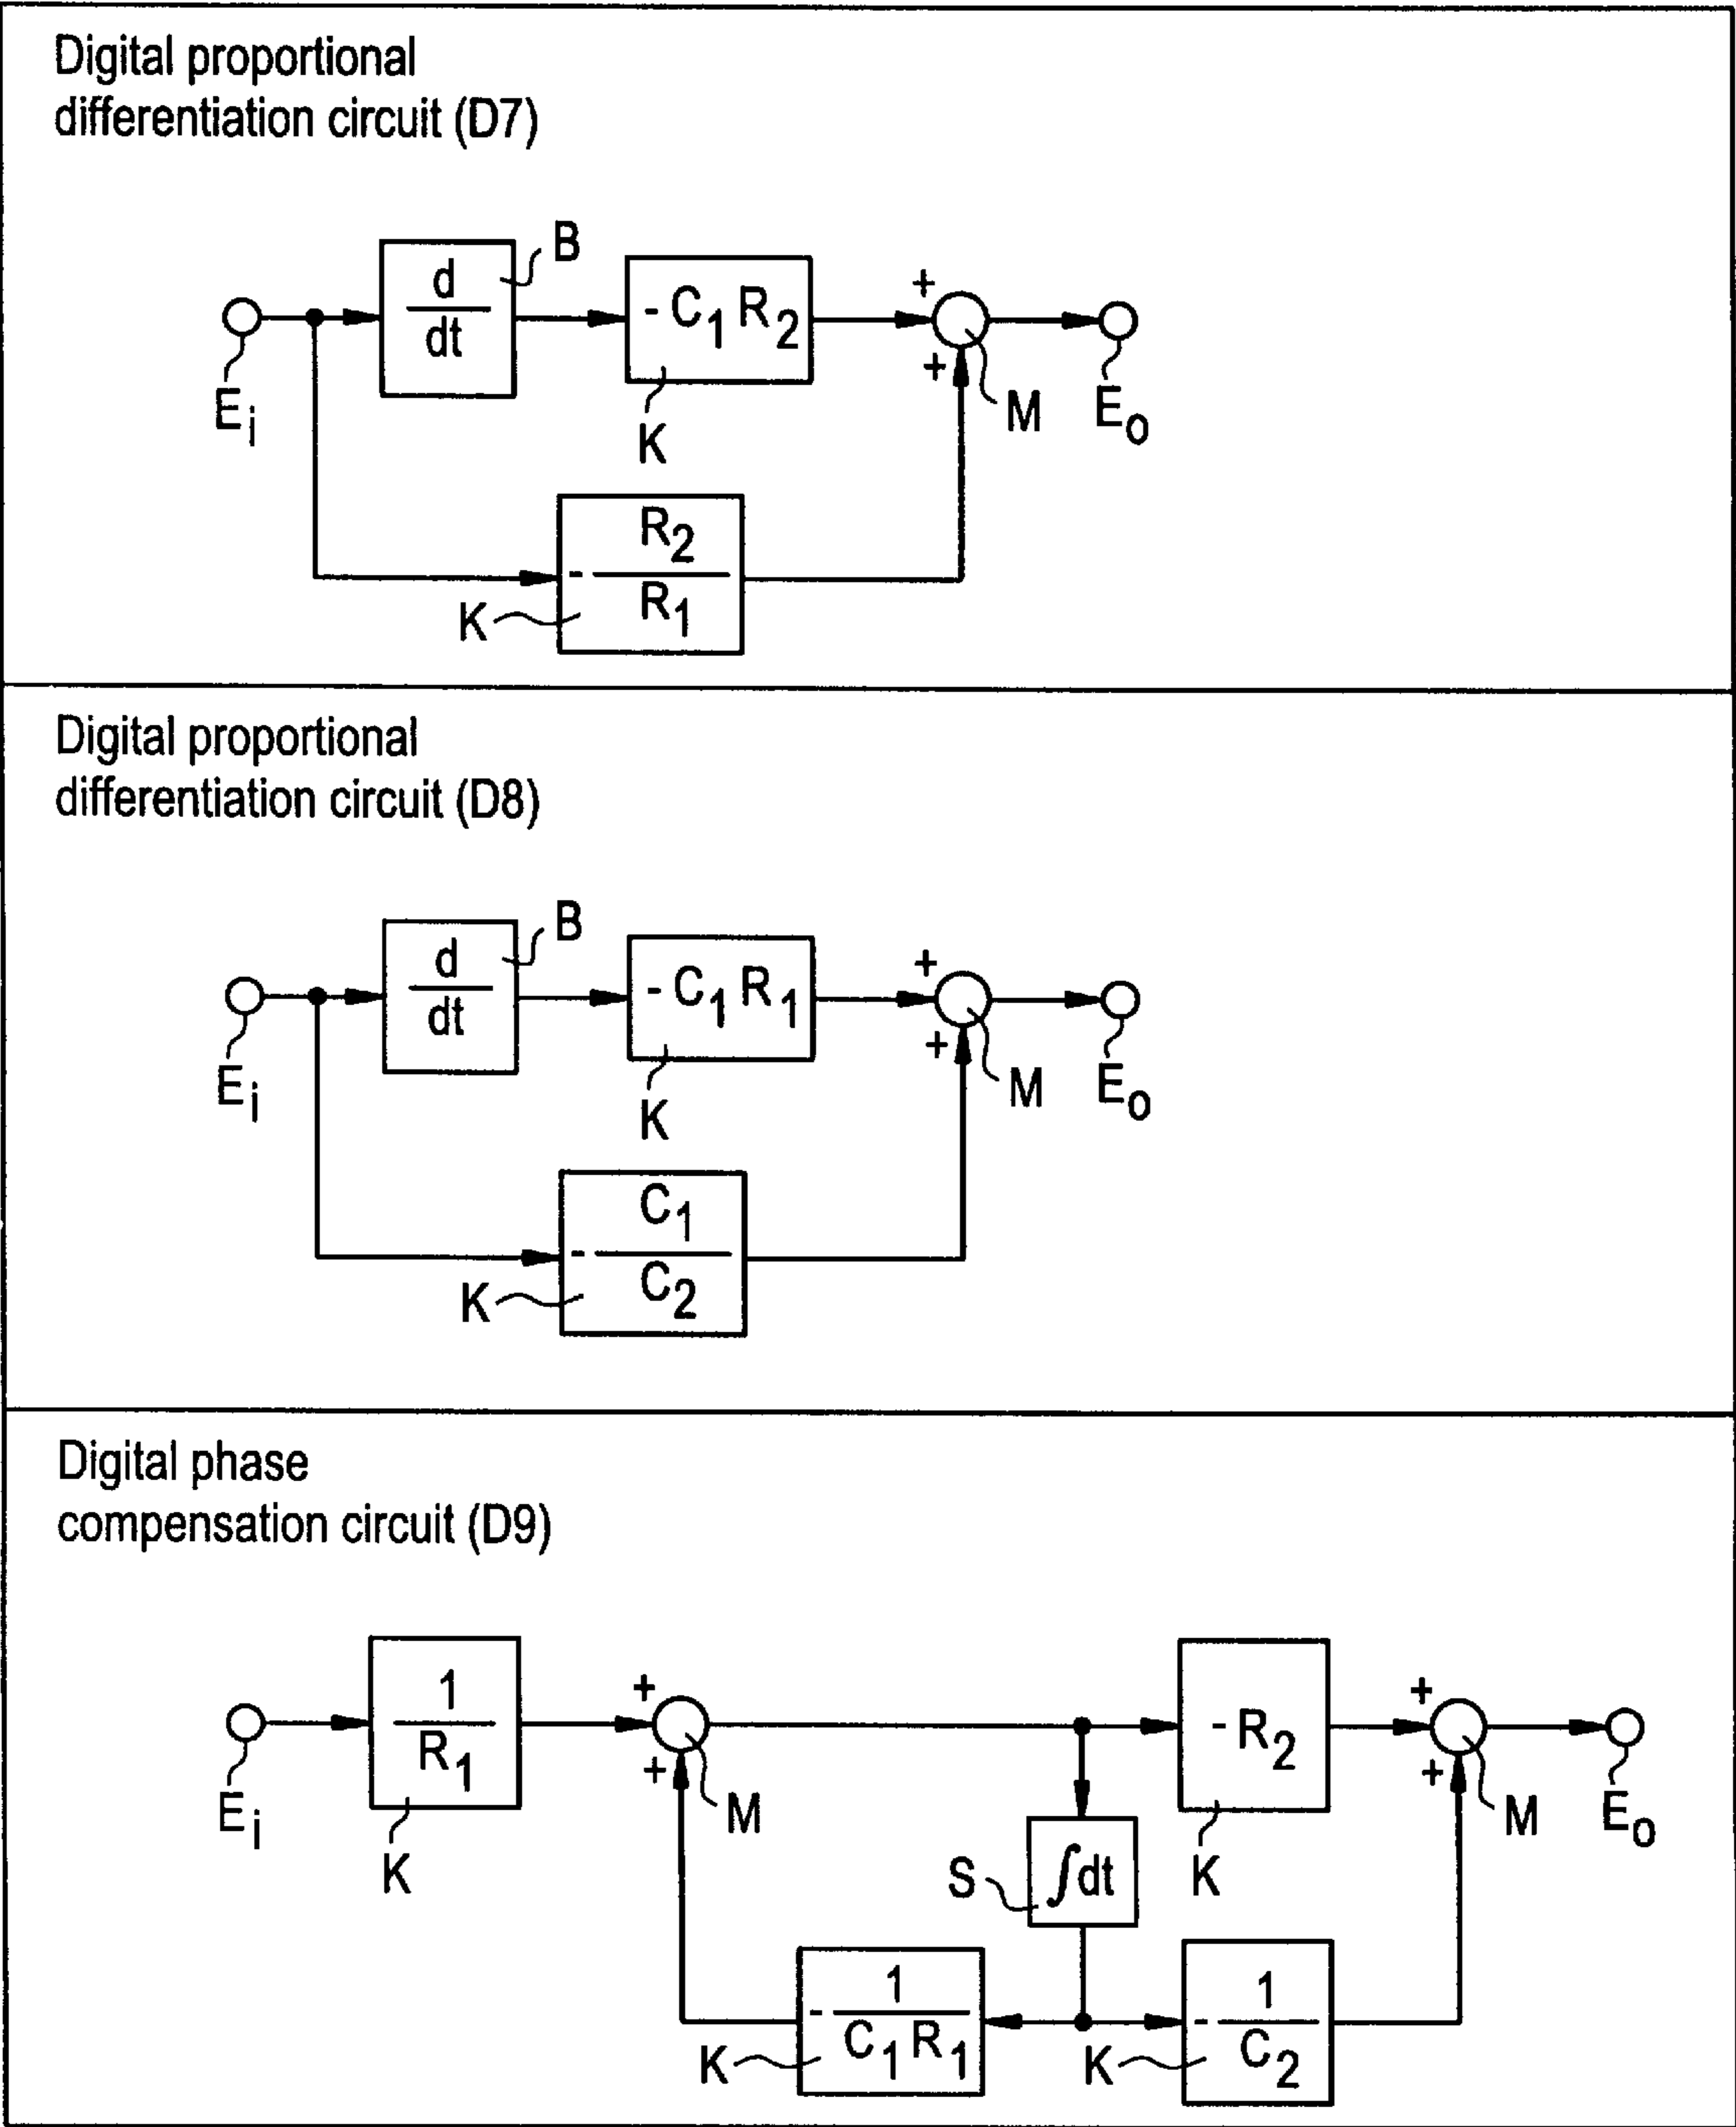 Digital proportional
differentiation circuit (D7)
B
d
dt
- C1 R2
+
+
Ei
K
M
Eo
R2
-
R1
K
Digital proportional
differentiation circuit (D8)
B
d
dt
- C1 R1
+
+
Ei
K
M
Eo
C1
-
C2
K
Digital phase
compensation circuit (D9)
1
R1
+
+
-R2
+
+
Ei
K
M
S
∫dt
K
M
Eo
1
-
C1 R1
K
1
-
C2
K